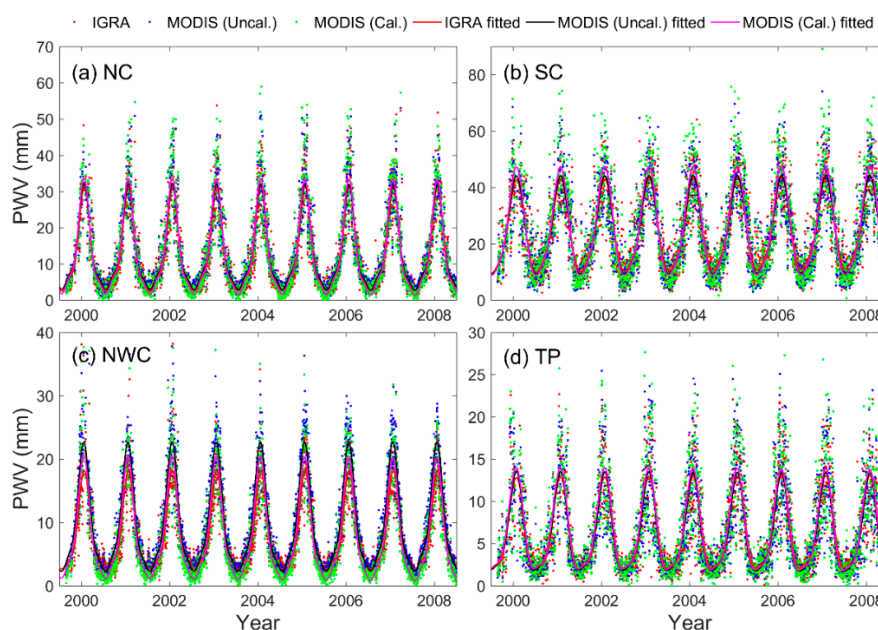 IGRA MODIS (Uncal.) MODIS (Cal.) IGRA fitted MODIS (Uncal.) fitted MODIS (Cal.) fitted
(a) NC
PWV (mm)
70
60
50
40
30
20
10
0
2000 2002 2004 2006 2008
(b) SC
80
60
40
20
0
2000 2002 2004 2006 2008
(c) NWC
PWV (mm)
40
30
20
10
0
2000 2002 2004 2006 2008
Year
(d) TP
30
25
20
15
10
5
0
2000 2002 2004 2006 2008
Year